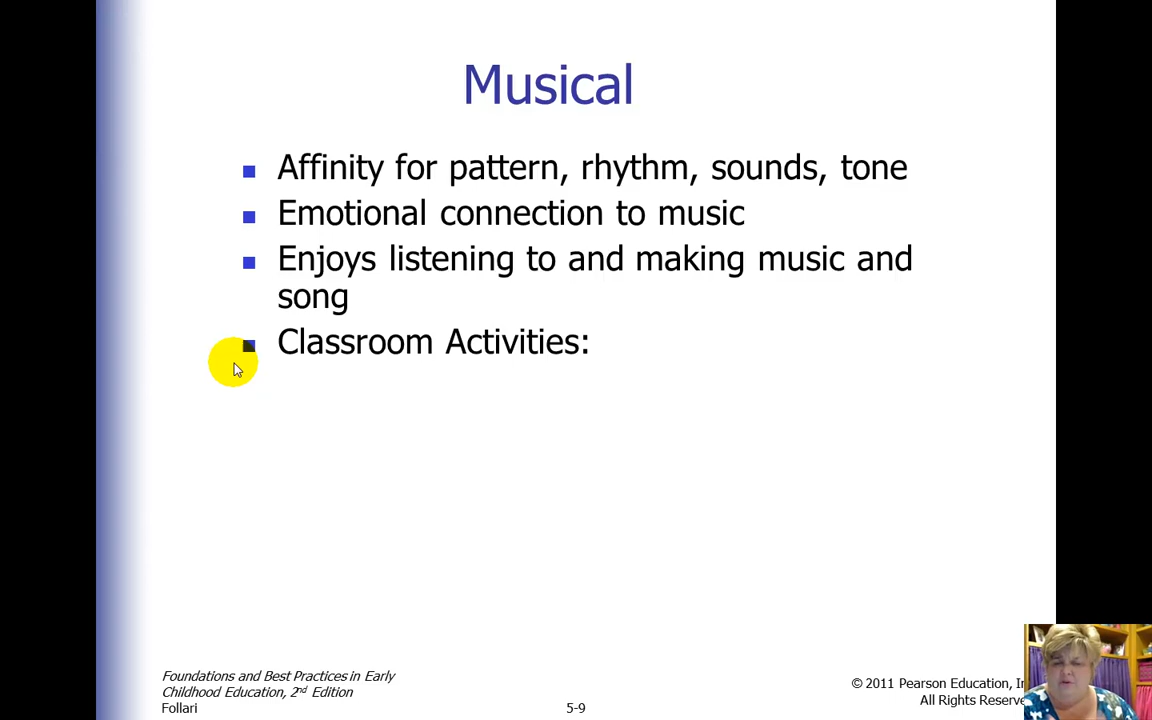 Musical
Affinity for pattern, rhythm, sounds, tone
Emotional connection to music
Enjoys listening to and making music and
song
Classroom Activities:
Foundations and Best Practices in Early
Childhood Education, 2nd Edition
Follari
5-9
© 2011 Pearson Education,
All Rights